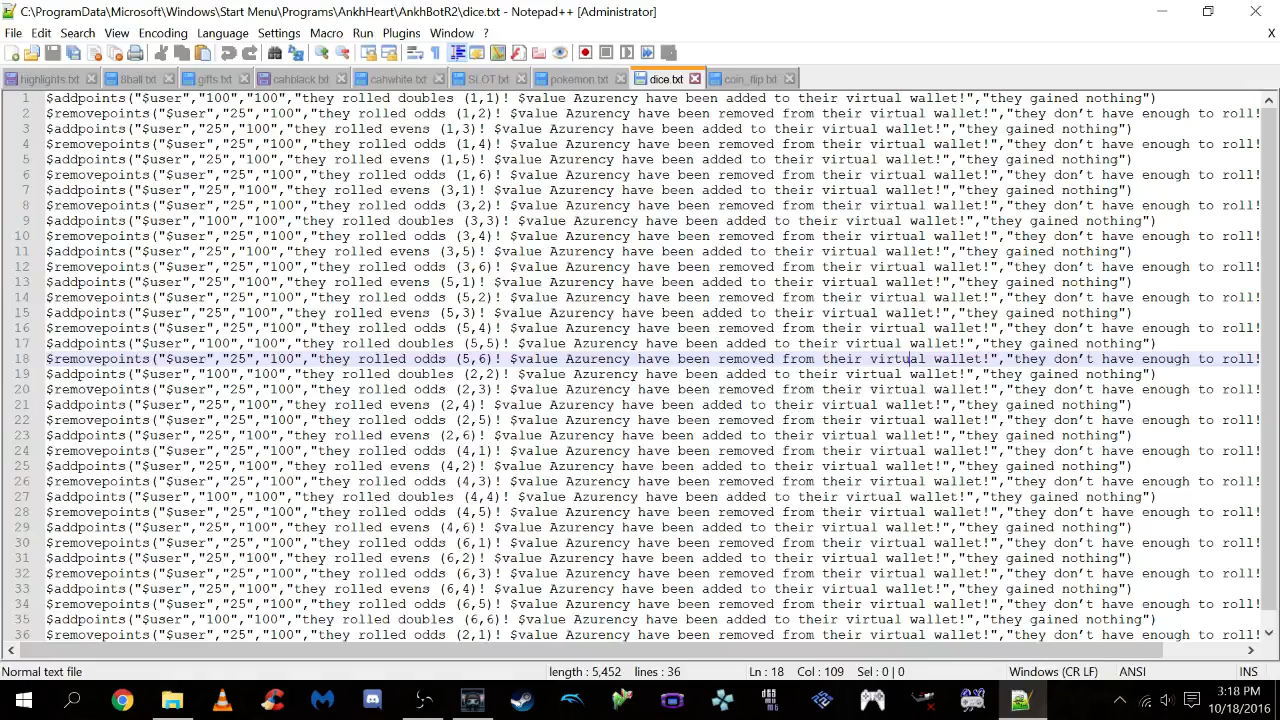 C:\ProgramData\Microsoft\Windows\Start Menu\Programs\AnkhHeart\AnkhBotR2\dice.txt - Notepad++ [Administrator]
File Edit Search View Encoding Language Settings Macro Run Plugins Window ? X
highlights.txt 8ball.txt gifts.txt cahblack.txt cahwhite.txt SLOT.txt pokemon.txt dice.txt coin_flip.txt
1 $addpoints("$user","100","100","they rolled doubles (1,1)! $value Azurency have been added to their virtual wallet!","they gained nothing")
2 $removepoints("$user","25","100","they rolled odds (1,2)! $value Azurency have been removed from their virtual wallet!","they don't have enough to roll!
3 $addpoints("$user","25","100","they rolled evens (1,3)! $value Azurency have been added to their virtual wallet!","they gained nothing")
4 $removepoints("$user","25","100","they rolled odds (1,4)! $value Azurency have been removed from their virtual wallet!","they don't have enough to roll!
5 $addpoints("$user","25","100","they rolled evens (1,5)! $value Azurency have been added to their virtual wallet!","they gained nothing")
6 $removepoints("$user","25","100","they rolled odds (1,6)! $value Azurency have been removed from their virtual wallet!","they don't have enough to roll!
7 $addpoints("$user","25","100","they rolled evens (3,1)! $value Azurency have been added to their virtual wallet!","they gained nothing")
8 $removepoints("$user","25","100","they rolled odds (3,2)! $value Azurency have been removed from their virtual wallet!","they don't have enough to roll!
9 $addpoints("$user","100","100","they rolled doubles (3,3)! $value Azurency have been added to their virtual wallet!","they gained nothing")
10 $removepoints("$user","25","100","they rolled odds (3,4)! $value Azurency have been removed from their virtual wallet!","they don't have enough to roll!
11 $addpoints("$user","25","100","they rolled evens (3,5)! $value Azurency have been added to their virtual wallet!","they gained nothing")
12 $removepoints("$user","25","100","they rolled odds (3,6)! $value Azurency have been removed from their virtual wallet!","they don't have enough to roll!
13 $addpoints("$user","25","100","they rolled evens (5,1)! $value Azurency have been added to their virtual wallet!","they gained nothing")
14 $removepoints("$user","25","100","they rolled odds (5,2)! $value Azurency have been removed from their virtual wallet!","they don't have enough to roll!
15 $addpoints("$user","25","100","they rolled evens (5,3)! $value Azurency have been added to their virtual wallet!","they gained nothing")
16 $removepoints("$user","25","100","they rolled odds (5,4)! $value Azurency have been removed from their virtual wallet!","they don't have enough to roll!
17 $addpoints("$user","100","100","they rolled doubles (5,5)! $value Azurency have been added to their virtual wallet!","they gained nothing")
18 $removepoints("$user","25","100","they rolled odds (5,6)! $value Azurency have been removed from their virtual wallet!","they don't have enough to roll!
19 $addpoints("$user","100","100","they rolled doubles (2,2)! $value Azurency have been added to their virtual wallet!","they gained nothing")
20 $removepoints("$user","25","100","they rolled odds (2,3)! $value Azurency have been removed from their virtual wallet!","they don't have enough to roll!
21 $addpoints("$user","25","100","they rolled evens (2,4)! $value Azurency have been added to their virtual wallet!","they gained nothing")
22 $removepoints("$user","25","100","they rolled odds (2,5)! $value Azurency have been removed from their virtual wallet!","they don't have enough to roll!
23 $addpoints("$user","25","100","they rolled evens (2,6)! $value Azurency have been added to their virtual wallet!","they gained nothing")
24 $removepoints("$user","25","100","they rolled odds (4,1)! $value Azurency have been removed from their virtual wallet!","they don't have enough to roll!
25 $addpoints("$user","25","100","they rolled evens (4,2)! $value Azurency have been added to their virtual wallet!","they gained nothing")
26 $removepoints("$user","25","100","they rolled odds (4,3)! $value Azurency have been removed from their virtual wallet!","they don't have enough to roll!
27 $addpoints("$user","100","100","they rolled doubles (4,4)! $value Azurency have been added to their virtual wallet!","they gained nothing")
28 $removepoints("$user","25","100","they rolled odds (4,5)! $value Azurency have been removed from their virtual wallet!","they don't have enough to roll!
29 $addpoints("$user","25","100","they rolled evens (4,6)! $value Azurency have been added to their virtual wallet!","they gained nothing")
30 $removepoints("$user","25","100","they rolled odds (6,1)! $value Azurency have been removed from their virtual wallet!","they don't have enough to roll!
31 $addpoints("$user","25","100","they rolled evens (6,2)! $value Azurency have been added to their virtual wallet!","they gained nothing")
32 $removepoints("$user","25","100","they rolled odds (6,3)! $value Azurency have been removed from their virtual wallet!","they don't have enough to roll!
33 $addpoints("$user","25","100","they rolled evens (6,4)! $value Azurency have been added to their virtual wallet!","they gained nothing")
34 $removepoints("$user","25","100","they rolled odds (6,5)! $value Azurency have been removed from their virtual wallet!","they don't have enough to roll!
35 $addpoints("$user","100","100","they rolled doubles (6,6)! $value Azurency have been added to their virtual wallet!","they gained nothing")
36 $removepoints("$user","25","100","they rolled odds (2,1)! $value Azurency have been removed from their virtual wallet!","they don't have enough to roll!
Normal text file length : 5,452 lines : 36 Ln : 18 Col : 109 Sel : 0 | 0 Windows (CR LF) ANSI INS
3:18 PM
10/18/2016